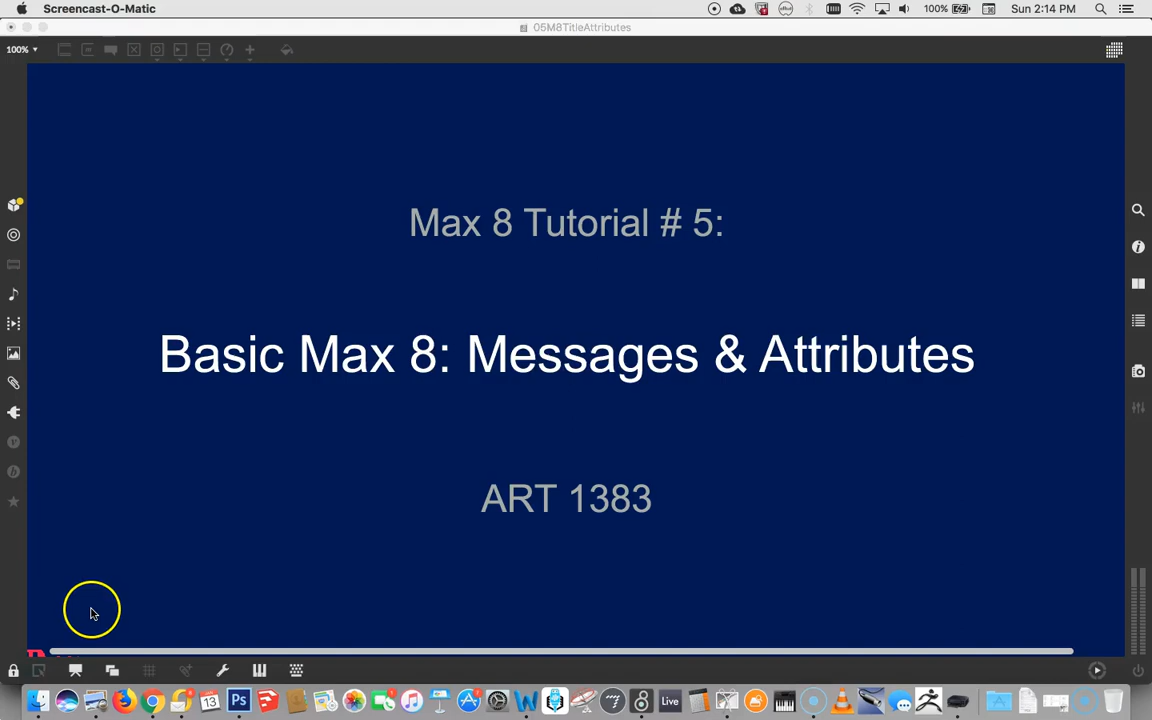 Screencast-O-Matic
100%
Sun 2:14 PM
05M8TitleAttributes
100%
Max 8 Tutorial # 5:
Basic Max 8: Messages & Attributes
ART 1383
13
Live